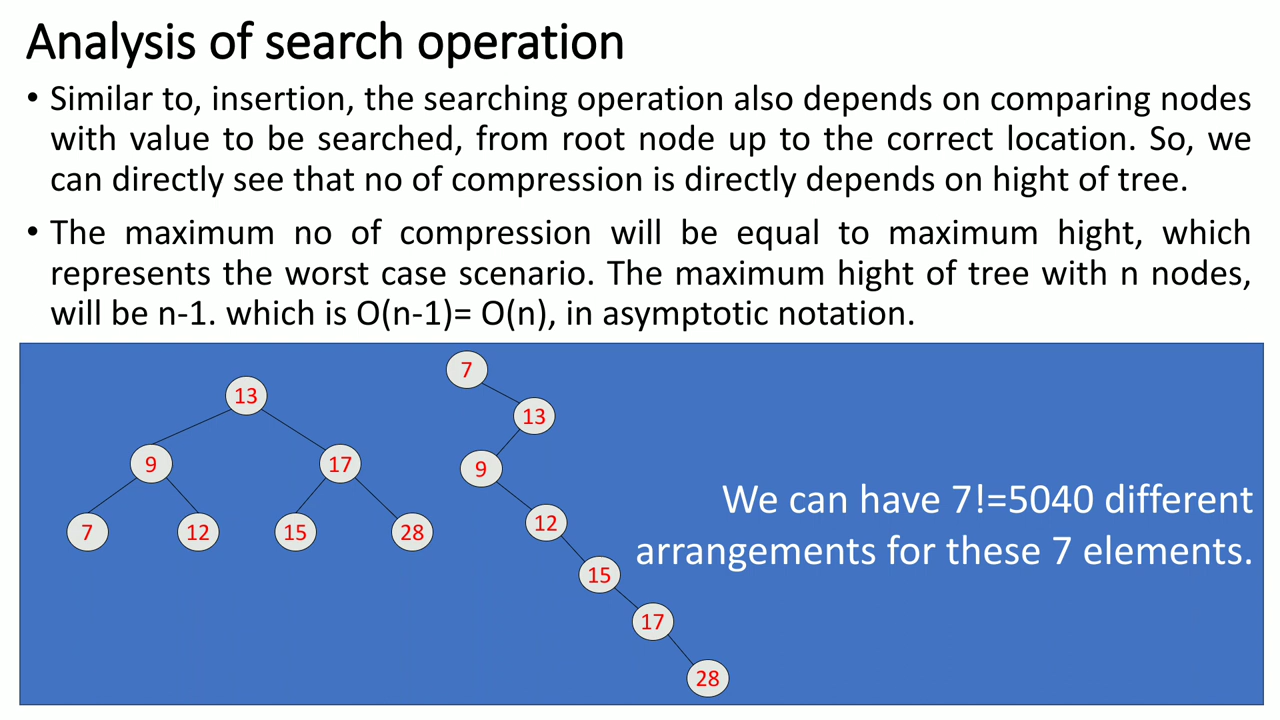 Analysis of search operation
• Similar to, insertion, the searching operation also depends on comparing nodes
with value to be searched, from root node up to the correct location. So, we
can directly see that no of compression is directly depends on hight of tree.
• The maximum no of compression will be equal to maximum hight, which
represents the worst case scenario. The maximum hight of tree with n nodes,
will be n-1. which is O(n-1)= O(n), in asymptotic notation.
13
9
17
7
12
15
28
7
13
9
12
15
17
28
We can have 7!=5040 different
arrangements for these 7 elements.